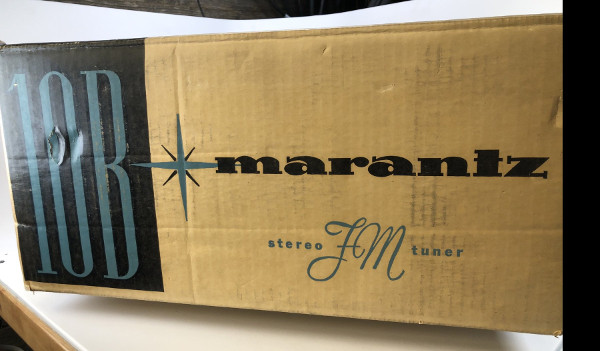 10B
marantz
stereo FM tuner